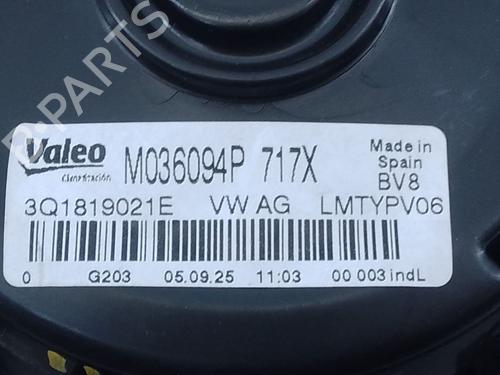 B-PARTS
Valeo M036094P 717X Made in
Climatización Spain
BV8
3Q1819021E VW AG LMTYPV06
0 G203 05.09.25 11:03 00 003 indL